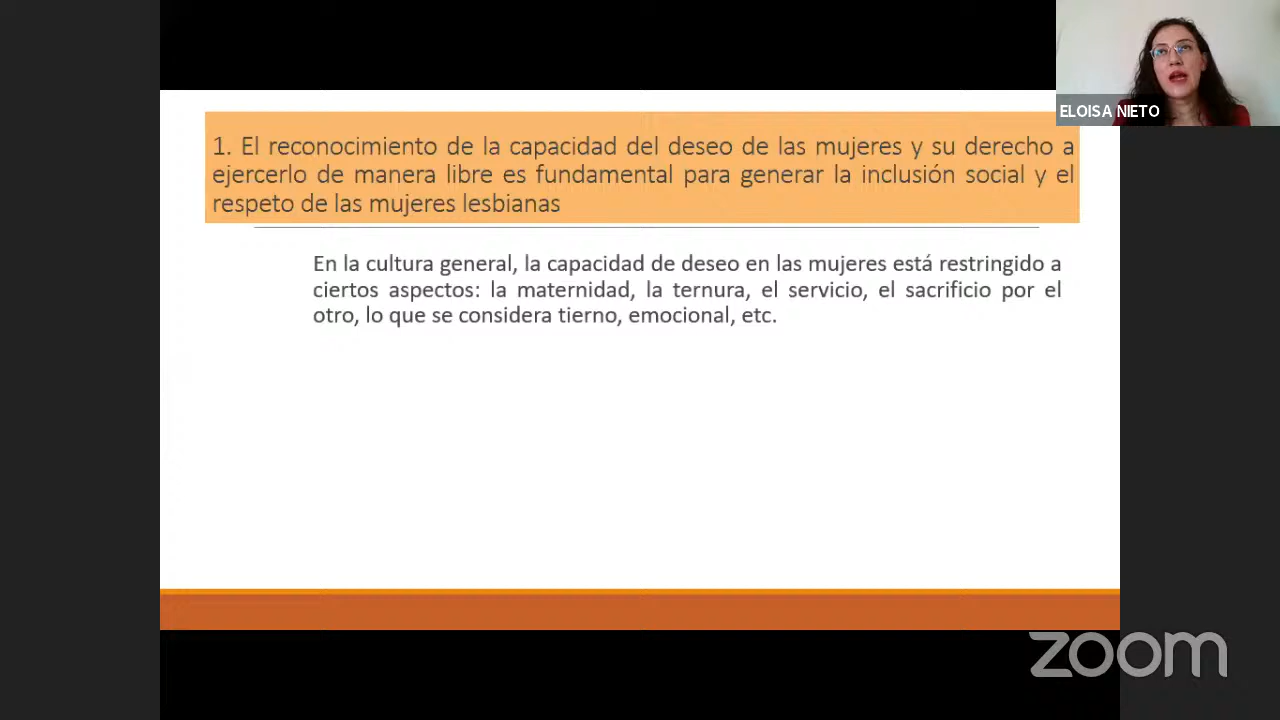 ELOISA NIETO
1. El reconocimiento de la capacidad del deseo de las mujeres y su derecho a
ejercerlo de manera libre es fundamental para generar la inclusión social y el
respeto de las mujeres lesbianas
En la cultura general, la capacidad de deseo en las mujeres está restringido a
ciertos aspectos: la maternidad, la ternura, el servicio, el sacrificio por el
otro, lo que se considera tierno, emocional, etc.
zoom